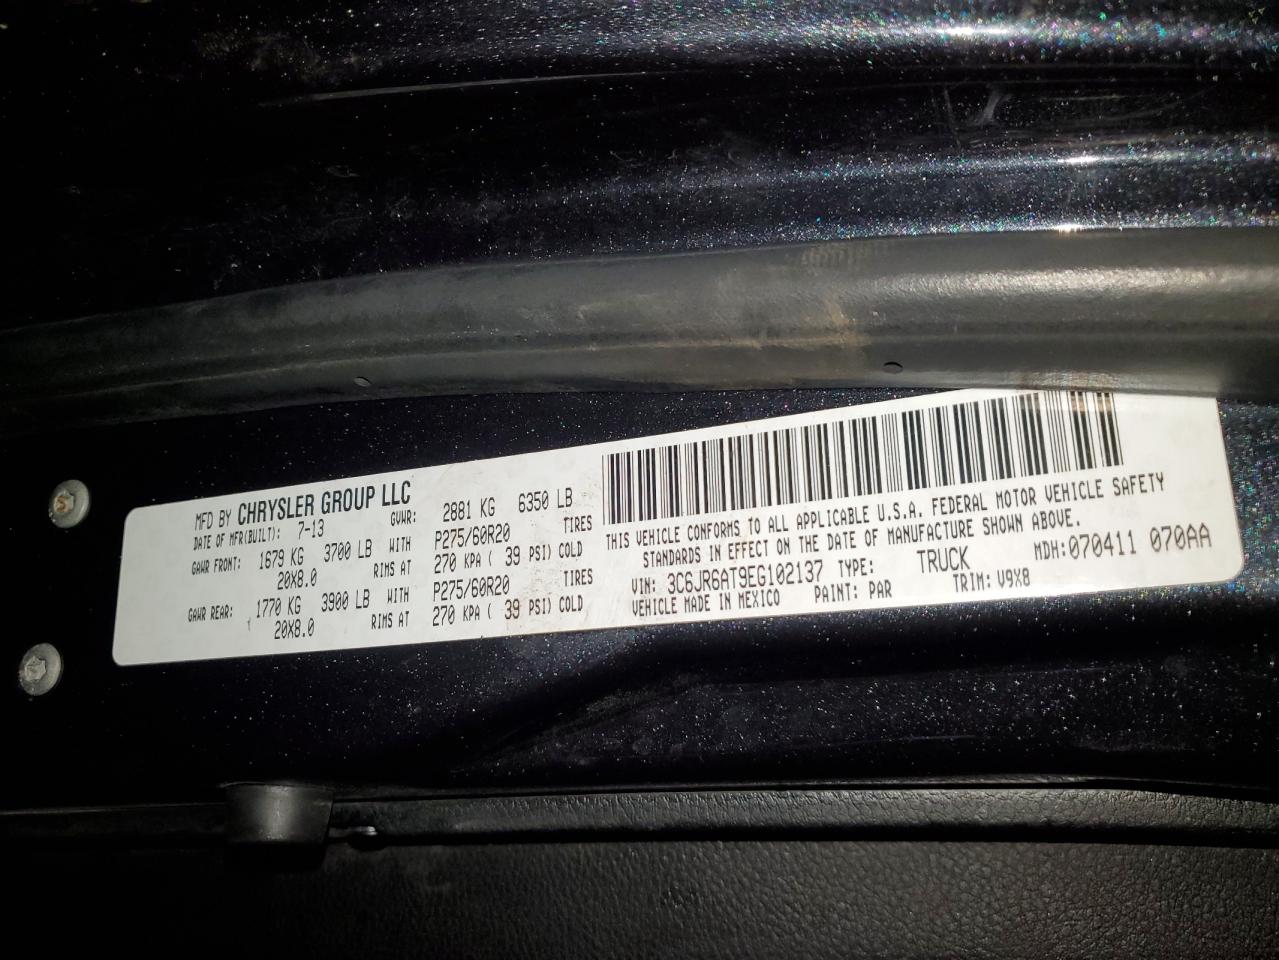 MFD BY CHRYSLER GROUP LLC
DATE OF MFR(BUILT): 7-13 GVWR: 2881 KG 6350 LB
GAWR FRONT: 1679 KG 3700 LB WITH P275/60R20 TIRES
20X8.0 RIMS AT 270 KPA ( 39 PSI) COLD
GAWR REAR: 1770 KG 3900 LB WITH P275/60R20 TIRES
20X8.0 RIMS AT 270 KPA ( 39 PSI) COLD
THIS VEHICLE CONFORMS TO ALL APPLICABLE U.S.A. FEDERAL MOTOR VEHICLE SAFETY
STANDARDS IN EFFECT ON THE DATE OF MANUFACTURE SHOWN ABOVE.
MDH:070411 070AA
VIN: 3C6JR6AT9EG102137 TYPE: TRUCK
VEHICLE MADE IN MEXICO PAINT: PAR TRIM: V9X8